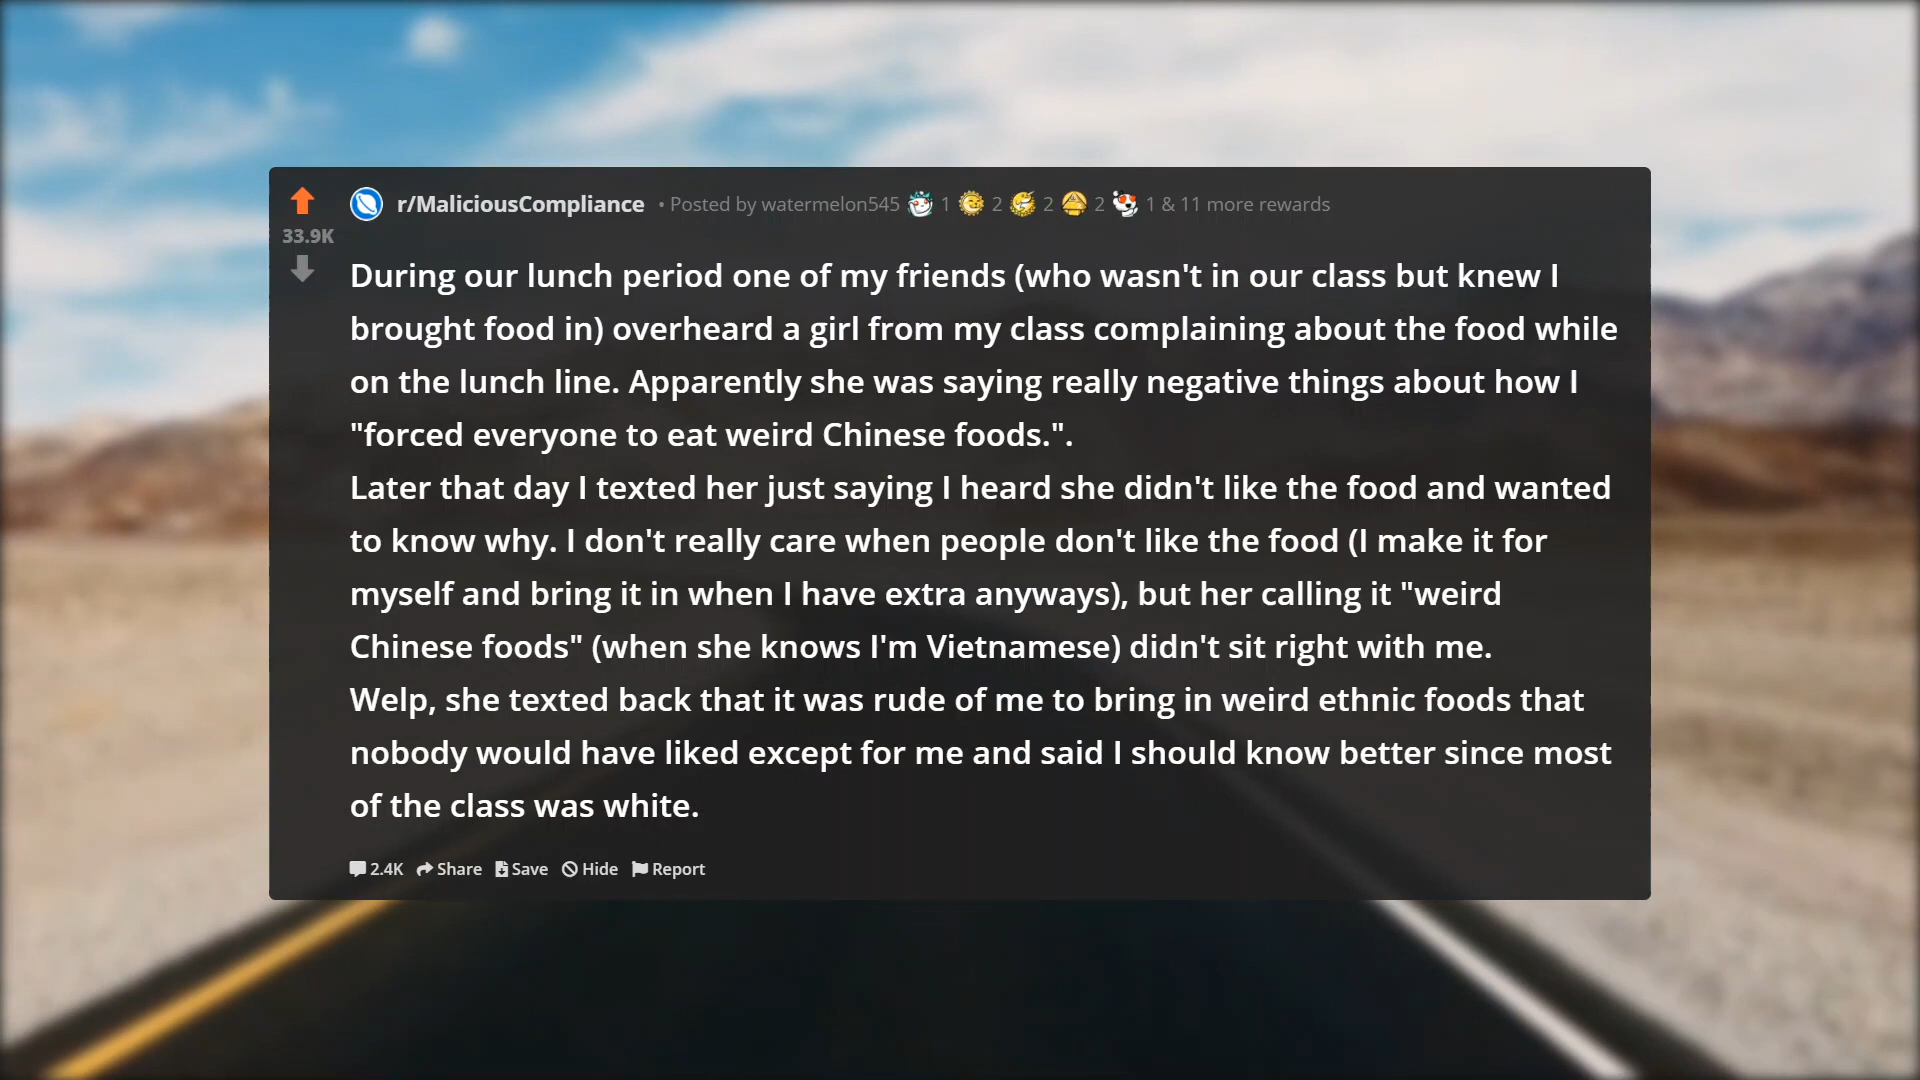 r/MaliciousCompliance • Posted by watermelon545 1 2 2 2 1 & 11 more rewards
33.9K
During our lunch period one of my friends (who wasn't in our class but knew I
brought food in) overheard a girl from my class complaining about the food while
on the lunch line. Apparently she was saying really negative things about how I
"forced everyone to eat weird Chinese foods.".
Later that day I texted her just saying I heard she didn't like the food and wanted
to know why. I don't really care when people don't like the food (I make it for
myself and bring it in when I have extra anyways), but her calling it "weird
Chinese foods" (when she knows I'm Vietnamese) didn't sit right with me.
Welp, she texted back that it was rude of me to bring in weird ethnic foods that
nobody would have liked except for me and said I should know better since most
of the class was white.
2.4K Share Save Hide Report